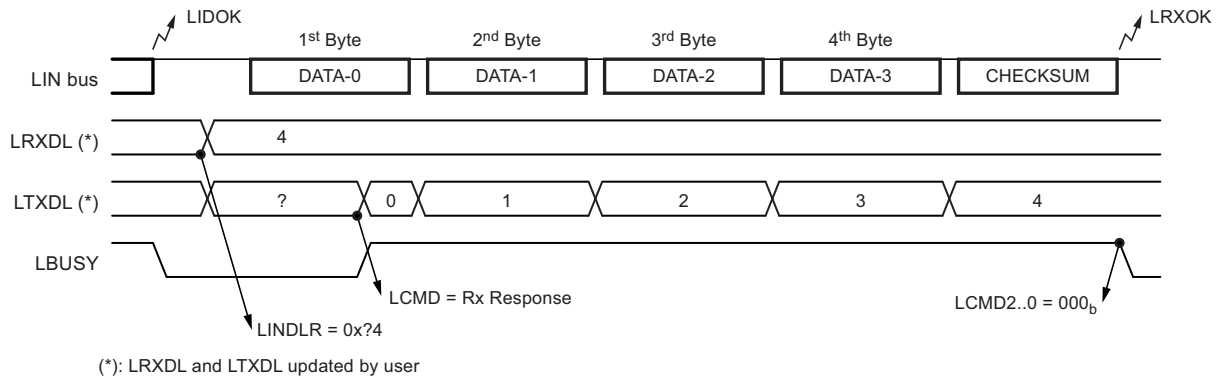 LIDOK
LRXOK
1st Byte 2nd Byte 3rd Byte 4th Byte
LIN bus DATA-0 DATA-1 DATA-2 DATA-3 CHECKSUM
LRXDL (*) 4
LTXDL (*) ? 0 1 2 3 4
LBUSY
LCMD = Rx Response
LCMD2..0 = 000b
LINDLR = 0x?4
(*): LRXDL and LTXDL updated by user